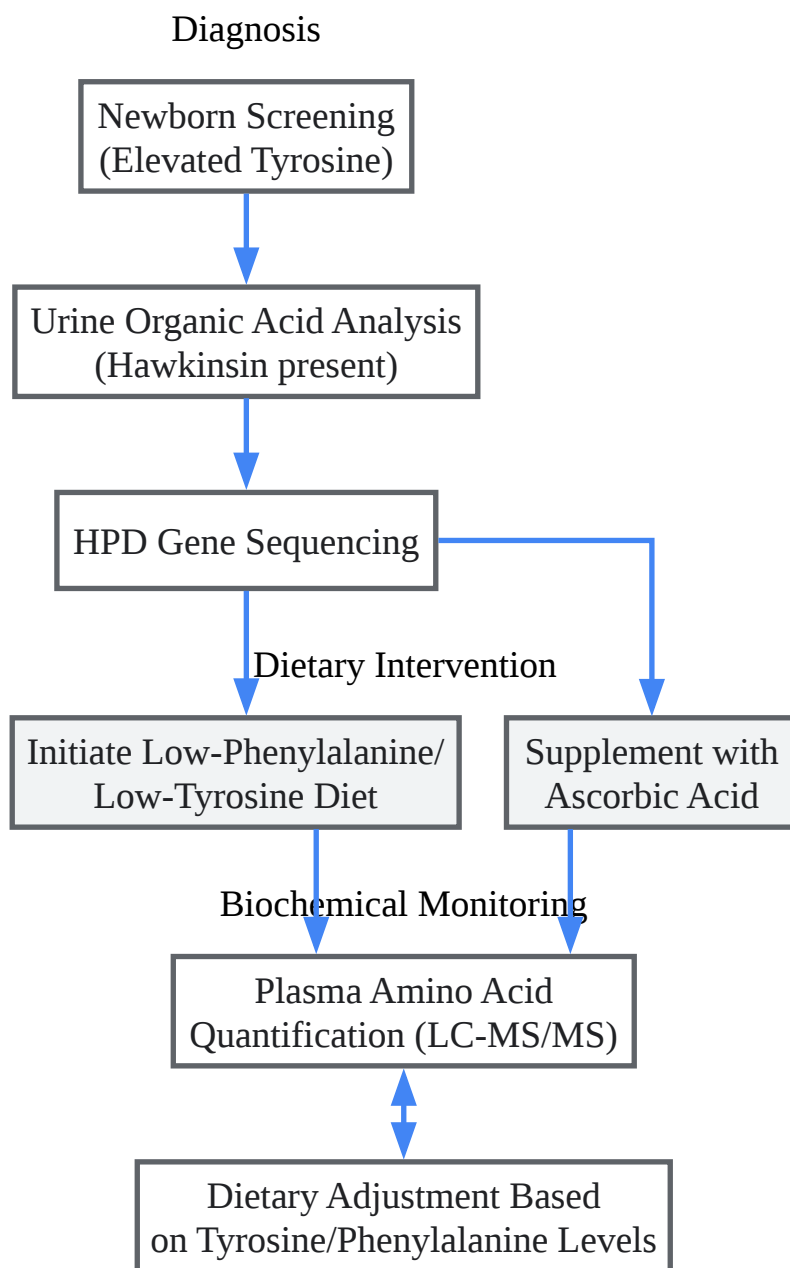 Diagnosis
Newborn Screening
(Elevated Tyrosine)
Urine Organic Acid Analysis
(Hawkinsin present)
HPD Gene Sequencing
Dietary Intervention
Initiate Low-Phenylalanine/
Low-Tyrosine Diet
Supplement with
Ascorbic Acid
Biochemical Monitoring
Plasma Amino Acid
Quantification (LC-MS/MS)
Dietary Adjustment Based
on Tyrosine/Phenylalanine Levels